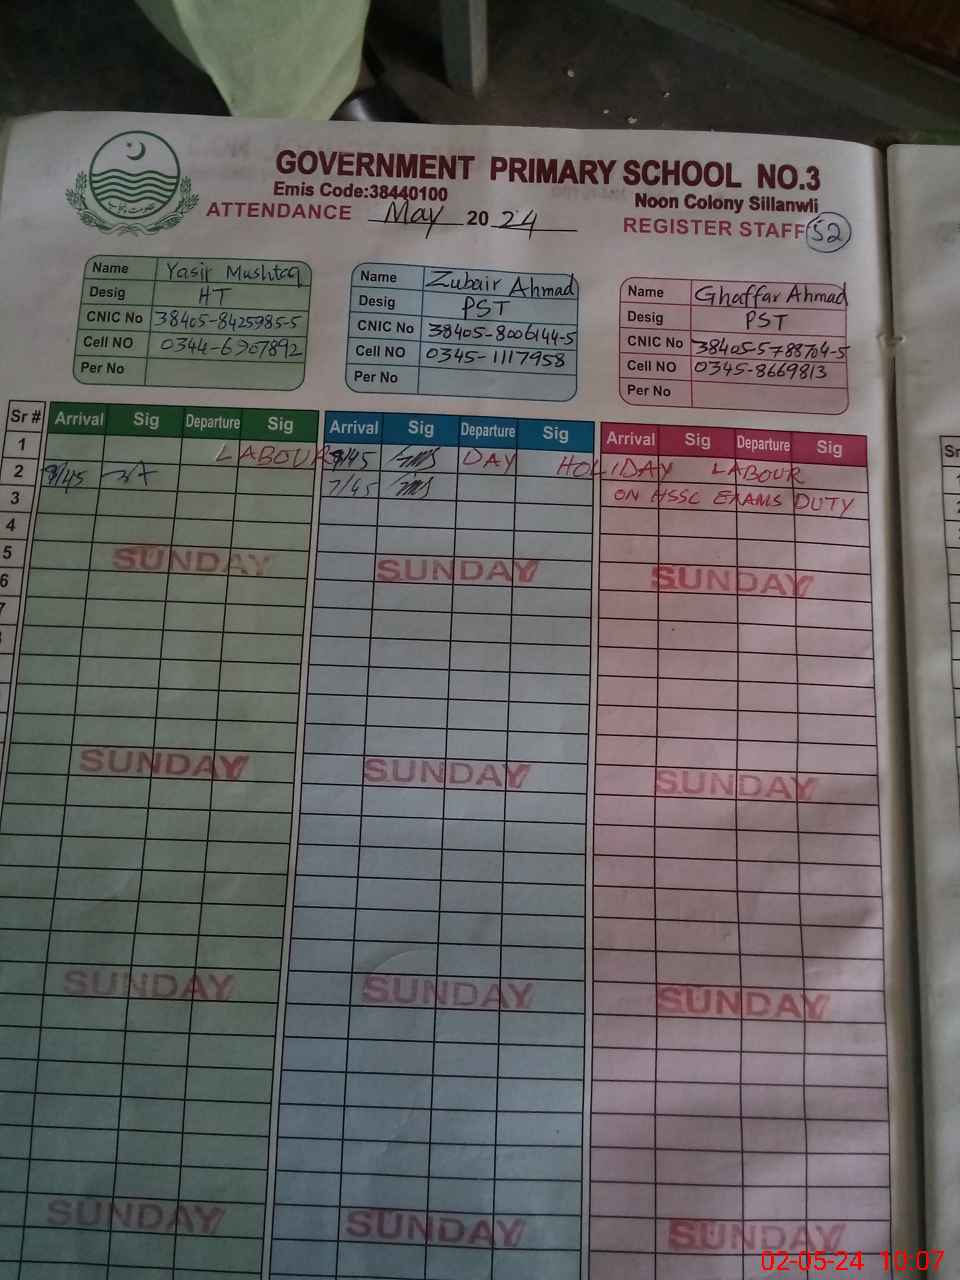 GOVERNMENT PRIMARY SCHOOL NO.3
Emis Code:38440100
Noon Colony Sillanwli
ATTENDANCE May 2024
REGISTER STAFF 52
Name Yasir Mushtaq
Desig HT
CNIC No 38405-8425985-5
Cell NO 0344-6907892
Per No
Name Zubair Ahmad
Desig PST
CNIC No 38405-8006144-5
Cell NO 0345-1117958
Per No
Name Ghaffar Ahmad
Desig PST
CNIC No 38405-5788704-5
Cell NO 0345-8669813
Per No
Sr # Arrival Sig Departure Sig Arrival Sig Departure Sig Arrival Sig Departure Sig
1 LABOUR DAY HOLIDAY LABOUR
2 7/45 ON HSSC EXAMS DUTY
3
4
5 SUNDAY SUNDAY SUNDAY
6
7
SUNDAY SUNDAY SUNDAY
SUNDAY SUNDAY SUNDAY
SUNDAY SUNDAY SUNDAY
Sr
02-05-24 10:07